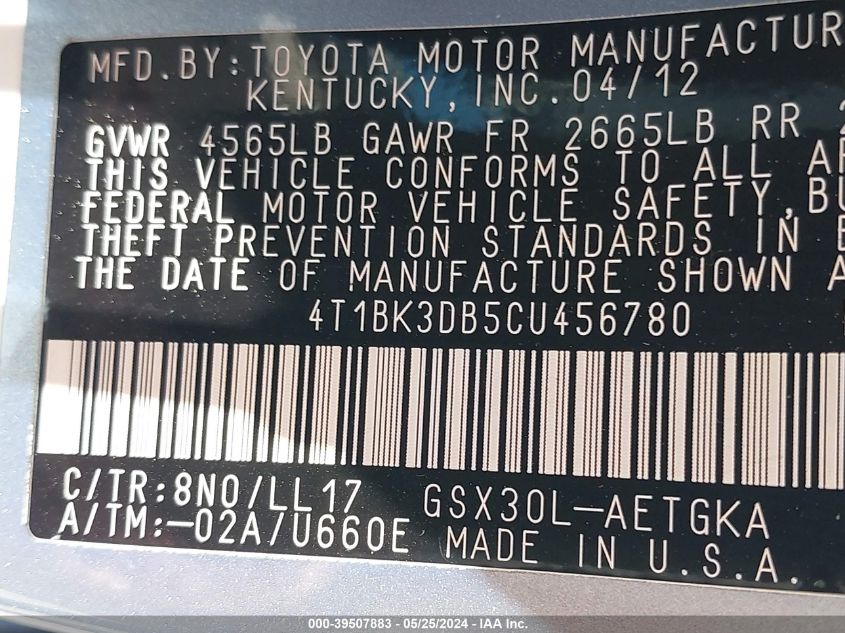 MFD. BY: TOYOTA MOTOR MANUFACTUR
KENTUCKY, INC. 04/12
GVWR 4565LB GAWR FR 2665LB RR
THIS VEHICLE CONFORMS TO ALL
FEDERAL MOTOR VEHICLE SAFETY,
THEFT PREVENTION STANDARDS IN
THE DATE OF MANUFACTURE SHOWN
4T1BK3DB5CU456780
C/TR:8N0/LL17 GSX30L-AETGKA
A/TM:-02A/U660E MADE IN U.S.A.
000-39507883 / 05/25/2024 - IAA Inc.